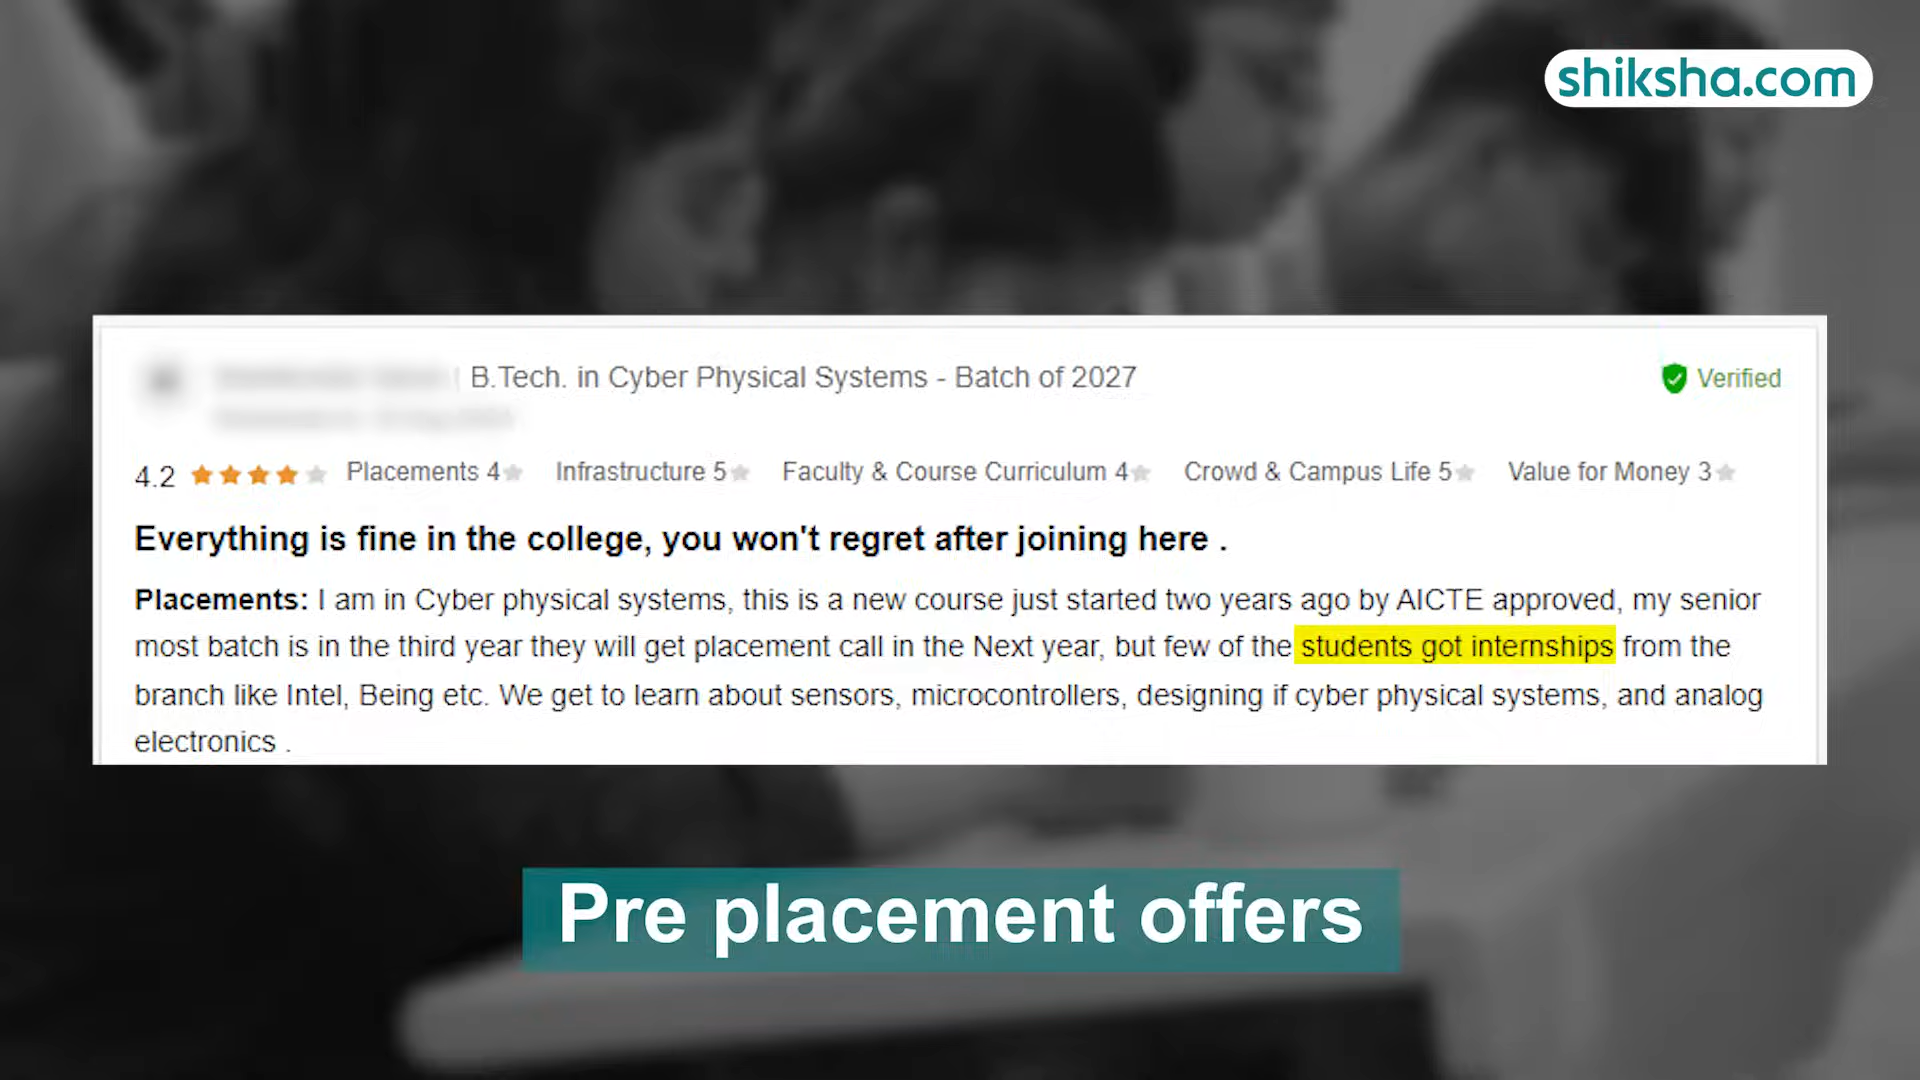 shiksha.com
B.Tech. in Cyber Physical Systems - Batch of 2027
Verified
4.2 Placements 4 Infrastructure 5 Faculty & Course Curriculum 4 Crowd & Campus Life 5 Value for Money 3
Everything is fine in the college, you won't regret after joining here .
Placements: I am in Cyber physical systems, this is a new course just started two years ago by AICTE approved, my senior
most batch is in the third year they will get placement call in the Next year, but few of the students got internships from the
branch like Intel, Being etc. We get to learn about sensors, microcontrollers, designing if cyber physical systems, and analog
electronics .
Pre placement offers